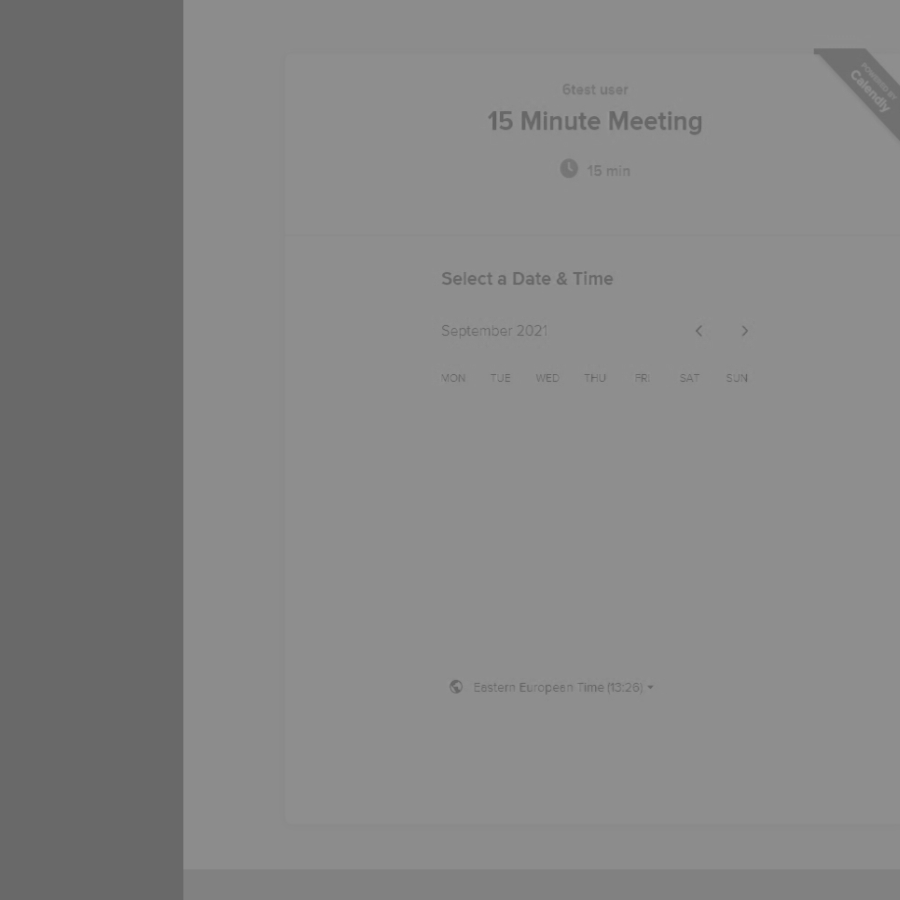 POWERED BY
Calendly
6test user
15 Minute Meeting
15 min
Select a Date & Time
September 2021
MON TUE WED THU FRI SAT SUN
Eastern European Time (13:26)